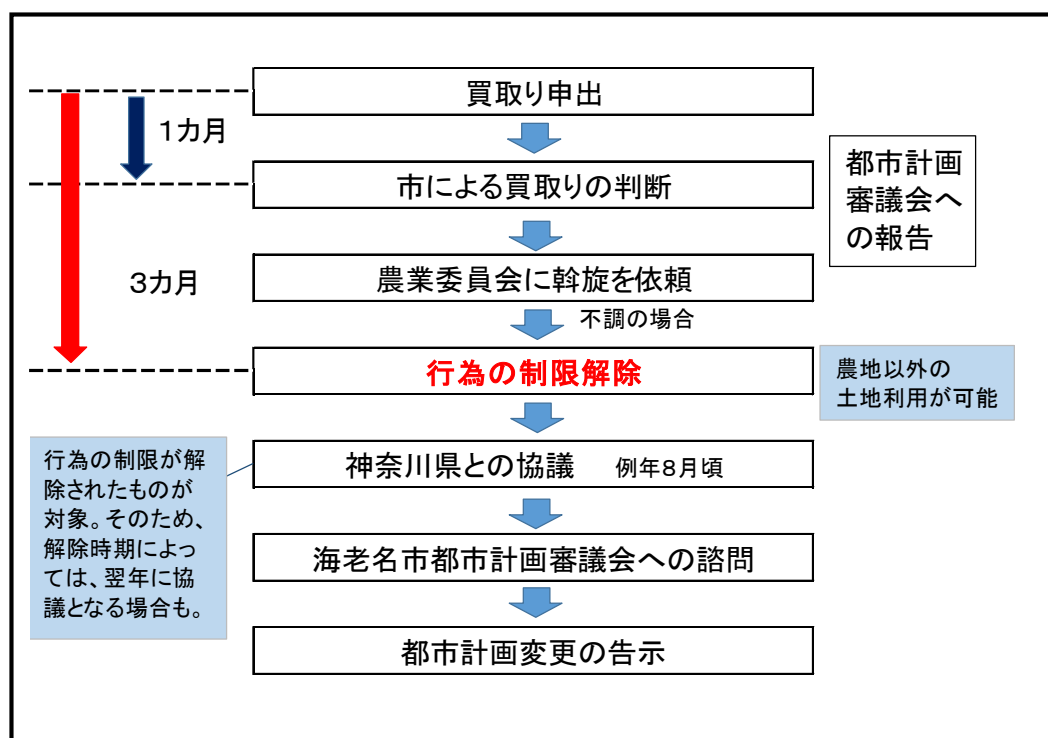 買取り申出
1カ月
市による買取りの判断
都市計画
審議会へ
の報告
3カ月
農業委員会に斡旋を依頼
不調の場合
行為の制限解除
農地以外の
土地利用が可能
行為の制限が解
除されたものが
対象。そのため、
解除時期によっ
ては、翌年に協
議となる場合も。
神奈川県との協議 例年8月頃
海老名市都市計画審議会への諮問
都市計画変更の告示